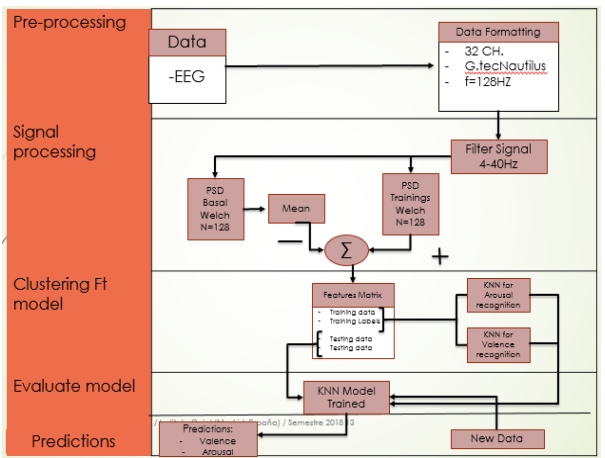 Pre-processing
Data
-EEG
Data Formatting
- 32 CH.
- G.tecNautilus
- f=128HZ
Signal
processing
Filter Signal
4-40Hz
PSD
Basal
Welch
N=128
Mean
PSD
Trainings
Welch
N=128
Σ
− +
Clustering Ft
model
Features Matrix
- Training data
- Training Labels
- Testing data
- Testing data
KNN for
Arousal
recognition
KNN for
Valence
recognition
Evaluate model
KNN Model
Trained
España) / Semestre 2018 13
Predictions
Predictions:
- Valence
- Arousal
New Data